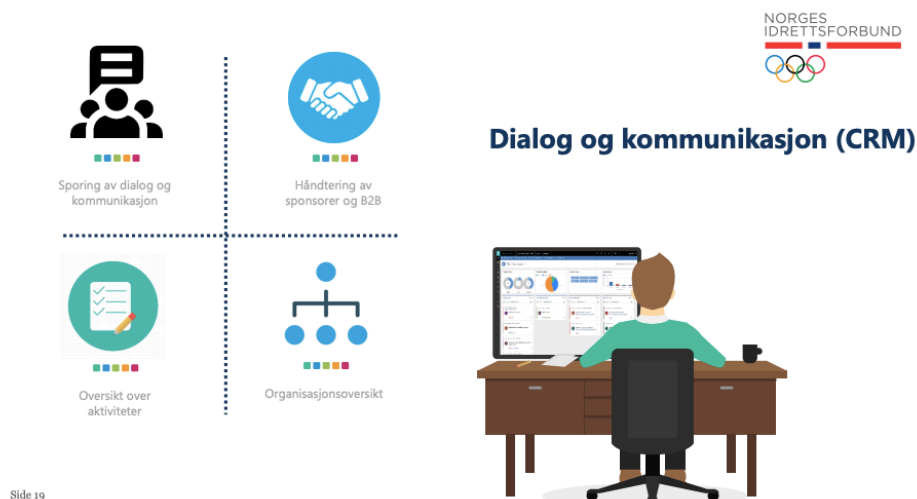 NORGES
IDRETTSFORBUND
Dialog og kommunikasjon (CRM)
Sporing av dialog og
kommunikasjon
Håndtering av
sponsorer og B2B
Oversikt over
aktiviteter
Organisasjonsoversikt
Side 19